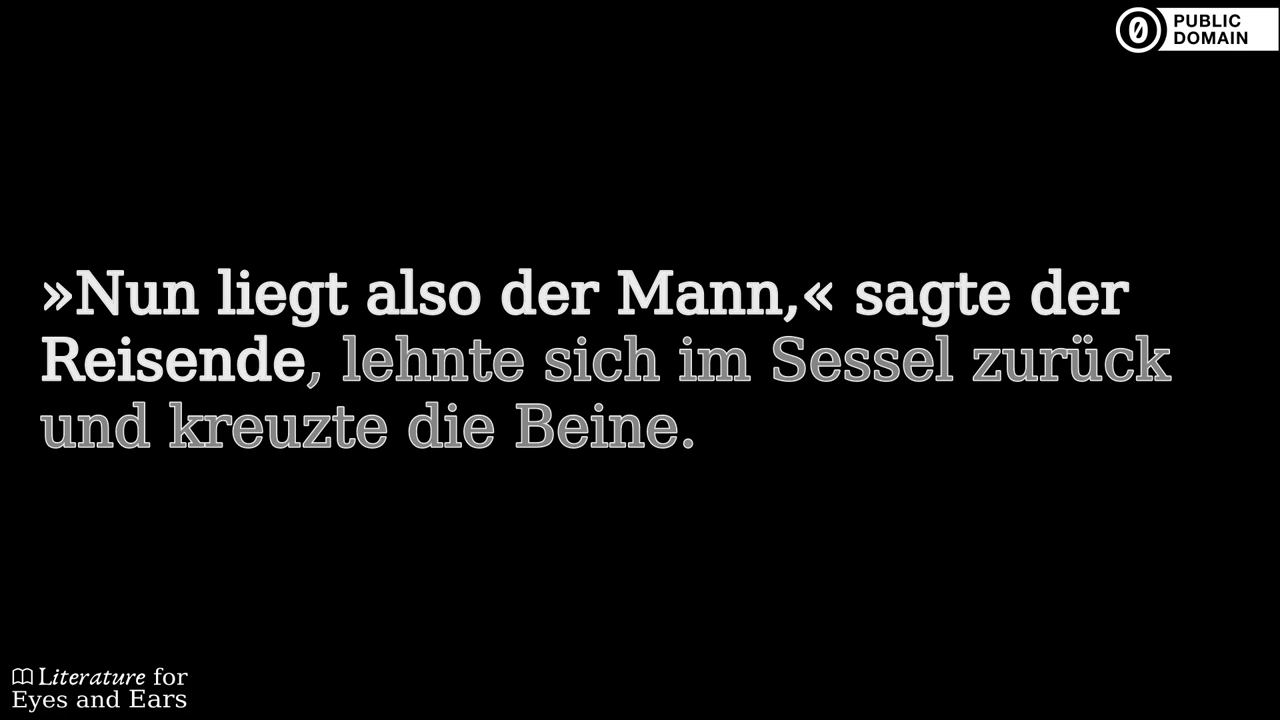 PUBLIC
DOMAIN
»Nun liegt also der Mann,« sagte der
Reisende, lehnte sich im Sessel zurück
und kreuzte die Beine.
Literature for
Eyes and Ears